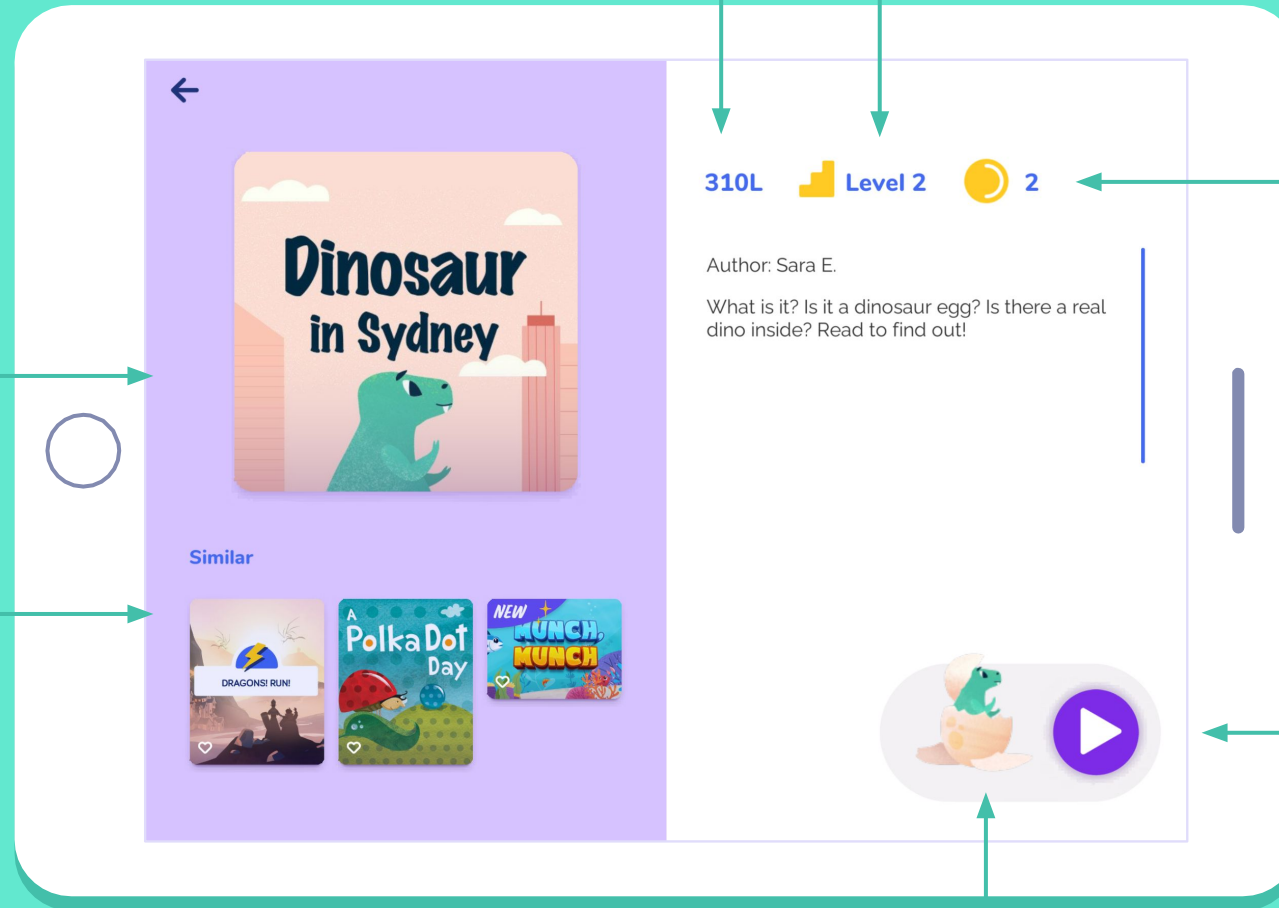 310L
Level 2
2
Dinosaur
in Sydney
Author: Sara E.
What is it? Is it a dinosaur egg? Is there a real
dino inside? Read to find out!
Similar
DRAGONS! RUN!
A
Polka Dot
Day
NEW
MUNCH,
MUNCH